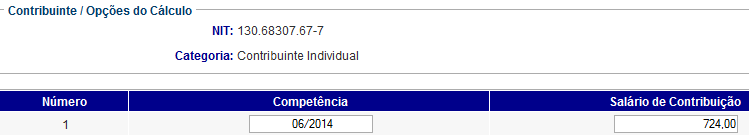 Contribuinte / Opções do Cálculo
NIT: 130.68307.67-7
Categoria: Contribuinte Individual
Número Competência Salário de Contribuição
1 06/2014 724,00